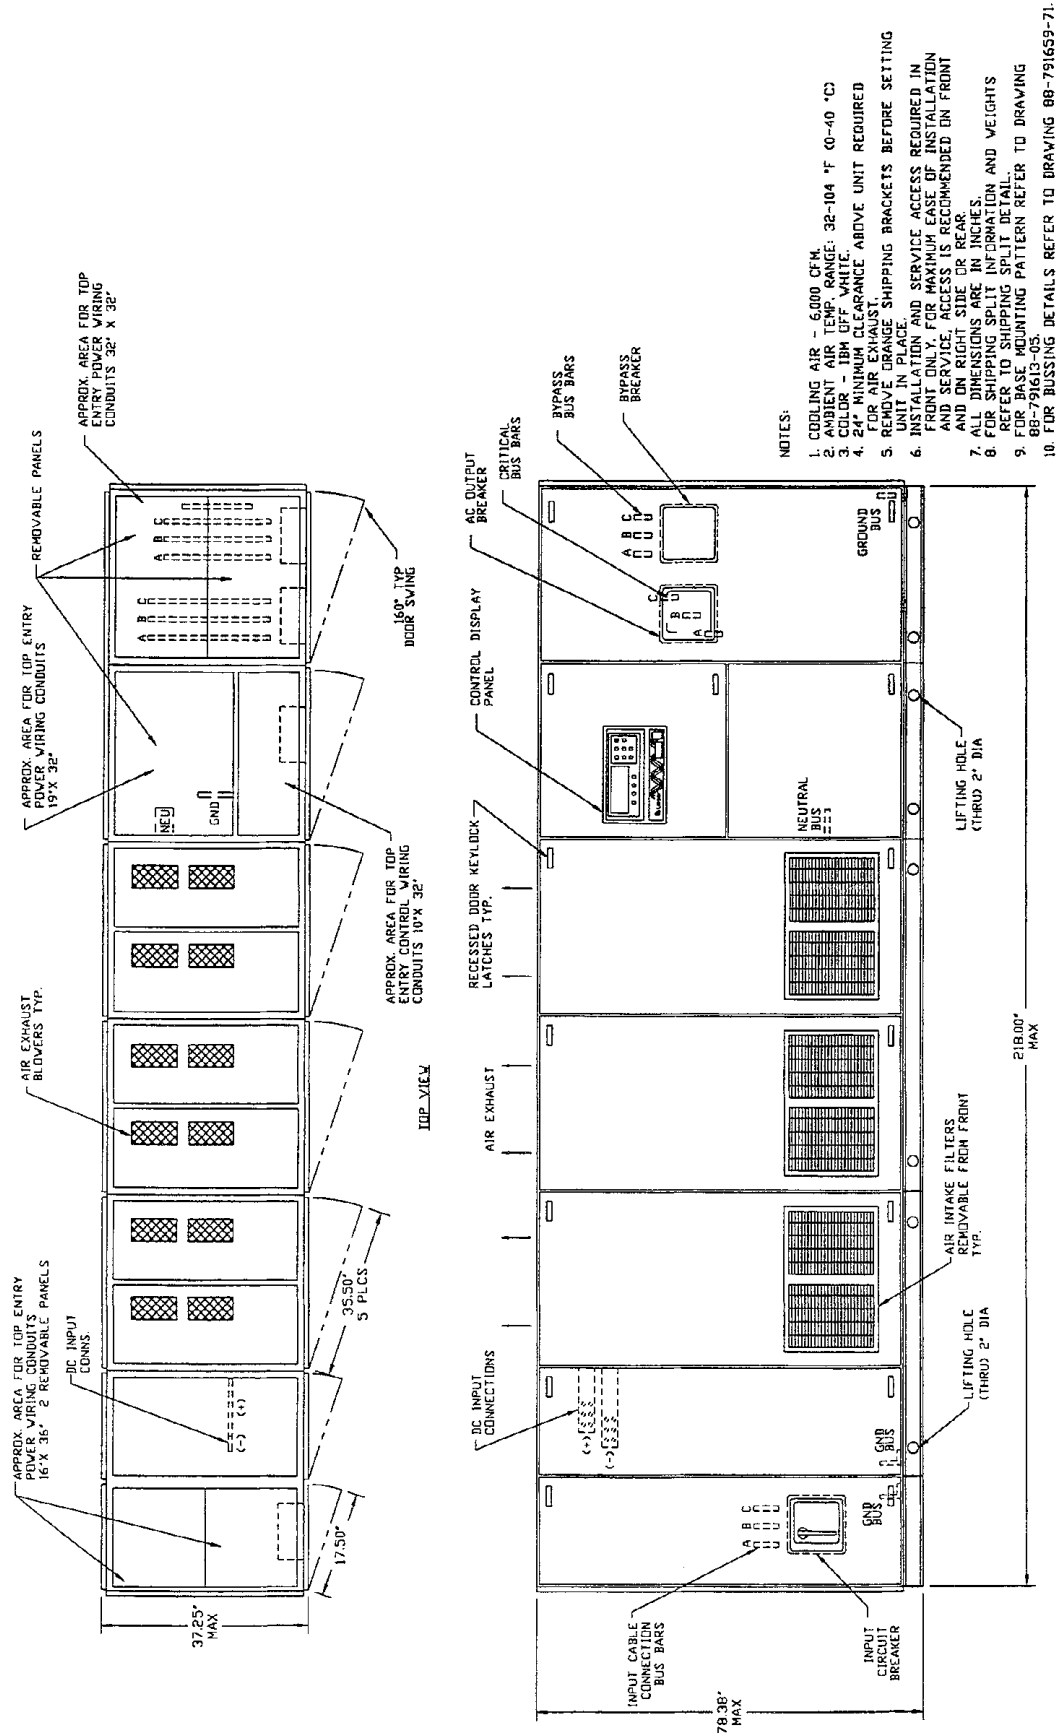 APPROX. AREA FOR TOP ENTRY
POWER WIRING CONDUITS
16"X 36" 2 REMOVABLE PANELS
DC INPUT
CONNS.
AIR EXHAUST
BLOWERS TYP.
APPROX. AREA FOR TOP ENTRY
POWER WIRING CONDUITS
19"X 32"
REMOVABLE PANELS
APPROX. AREA FOR TOP
ENTRY POWER WIRING
CONDUITS 32" X 32"
37.25"
MAX
(-) (+)
NEU
GND
A B C
A B C
17.50"
35.50"
5 PLCS
APPROX. AREA FOR TOP
ENTRY CONTROL WIRING
CONDUITS 10"X 32"
160° TYP
DOOR SWING
TOP VIEW
INPUT CABLE
CONNECTION
BUS BARS
DC INPUT
CONNECTIONS
AIR EXHAUST
RECESSED DOOR KEYLOCK
LATCHES TYP.
CONTROL DISPLAY
PANEL
AC OUTPUT
BREAKER
CRITICAL
BUS BARS
BYPASS
BUS BARS
BYPASS
BREAKER
78.38"
MAX
(+)
(-)
A B C
A B C
A B C
INPUT
CIRCUIT
BREAKER
GND
BUS
GND
BUS
NEUTRAL
BUS
GROUND
BUS
LIFTING HOLE
(THRU) 2" DIA
AIR INTAKE FILTERS
REMOVABLE FROM FRONT
TYP.
LIFTING HOLE
(THRU) 2" DIA
218.00"
MAX
NOTES:
1. COOLING AIR - 6,000 CFM.
2. AMBIENT AIR TEMP. RANGE: 32-104 °F (0-40 °C)
3. COLOR - IBM OFF WHITE.
4. 24" MINIMUM CLEARANCE ABOVE UNIT REQUIRED
FOR AIR EXHAUST.
5. REMOVE ORANGE SHIPPING BRACKETS BEFORE SETTING
UNIT IN PLACE.
6. INSTALLATION AND SERVICE ACCESS REQUIRED IN
FRONT ONLY. FOR MAXIMUM EASE OF INSTALLATION
AND SERVICE, ACCESS IS RECOMMENDED ON FRONT
AND ON RIGHT SIDE OR REAR.
7. ALL DIMENSIONS ARE IN INCHES.
8. FOR SHIPPING SPLIT INFORMATION AND WEIGHTS
REFER TO SHIPPING SPLIT DETAIL.
9. FOR BASE MOUNTING PATTERN REFER TO DRAWING
88-791613-05.
10. FOR BUSSING DETAILS REFER TO DRAWING 88-791659-71.